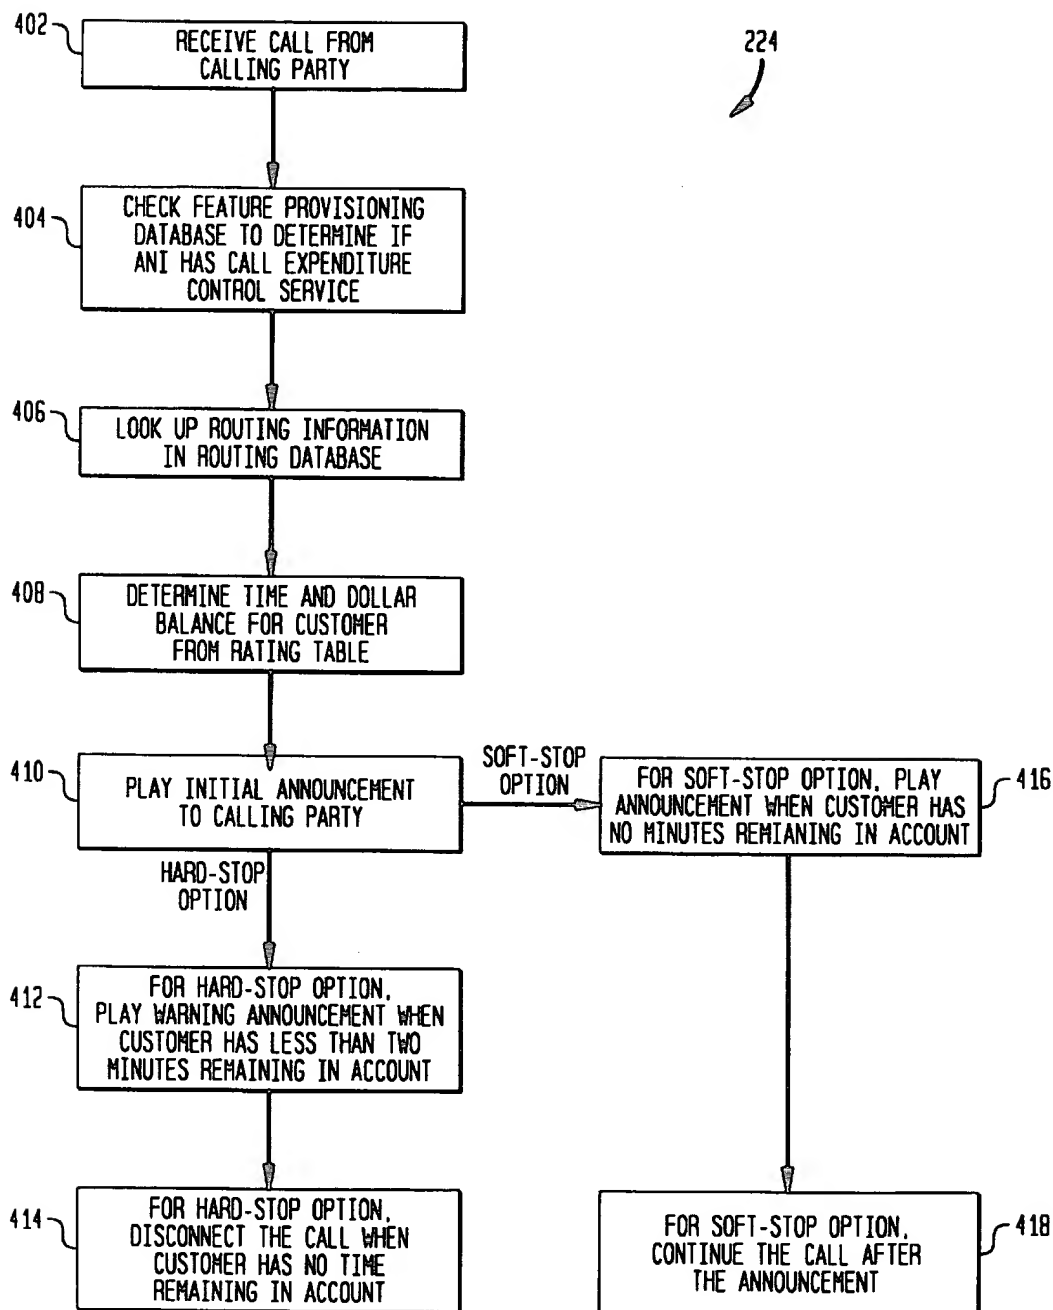 402
RECEIVE CALL FROM
CALLING PARTY
224
404
CHECK FEATURE PROVISIONING
DATABASE TO DETERMINE IF
ANI HAS CALL EXPENDITURE
CONTROL SERVICE
406
LOOK UP ROUTING INFORMATION
IN ROUTING DATABASE
408
DETERMINE TIME AND DOLLAR
BALANCE FOR CUSTOMER
FROM RATING TABLE
410
PLAY INITIAL ANNOUNCEMENT
TO CALLING PARTY
SOFT-STOP
OPTION
FOR SOFT-STOP OPTION, PLAY
ANNOUNCEMENT WHEN CUSTOMER HAS
NO MINUTES REMIANING IN ACCOUNT
416
HARD-STOP
OPTION
412
FOR HARD-STOP OPTION,
PLAY WARNING ANNOUNCEMENT WHEN
CUSTOMER HAS LESS THAN TWO
MINUTES REMAINING IN ACCOUNT
414
FOR HARD-STOP OPTION,
DISCONNECT THE CALL WHEN
CUSTOMER HAS NO TIME
REMAINING IN ACCOUNT
FOR SOFT-STOP OPTION,
CONTINUE THE CALL AFTER
THE ANNOUNCEMENT
418